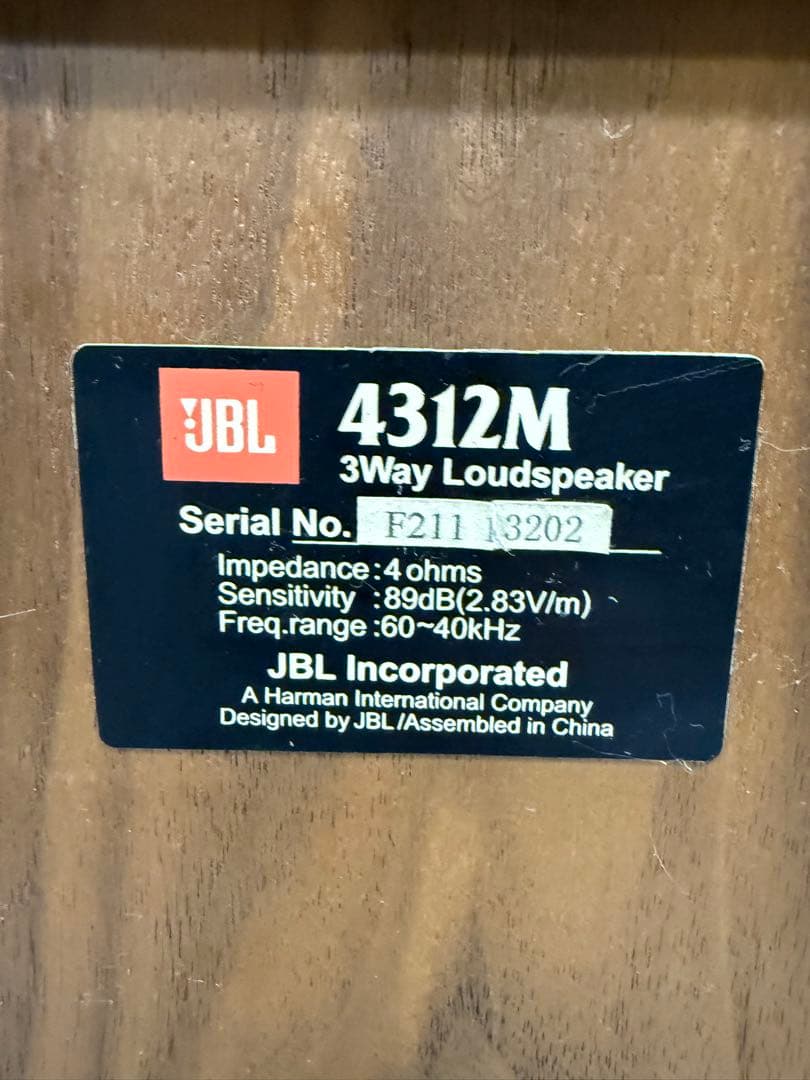 JBL
4312M
3Way Loudspeaker
Serial No. F211 13202
Impedance:4 ohms
Sensitivity :89dB(2.83V/m)
Freq.range:60~40kHz
JBL Incorporated
A Harman International Company
Designed by JBL/Assembled in China